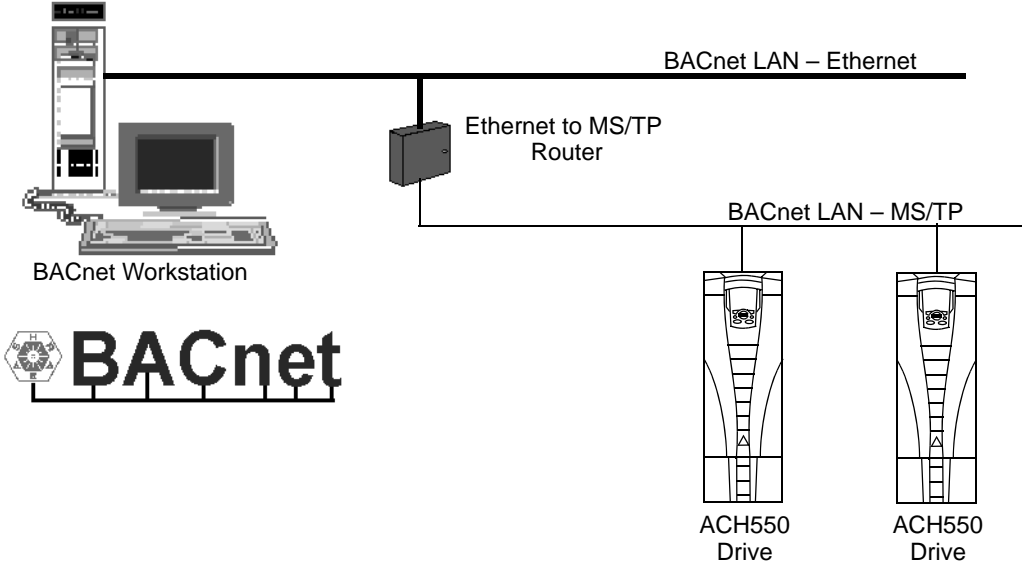 BACnet LAN – Ethernet
Ethernet to MS/TP
Router
BACnet LAN – MS/TP
BACnet Workstation
BACnet
ACH550
Drive
ACH550
Drive